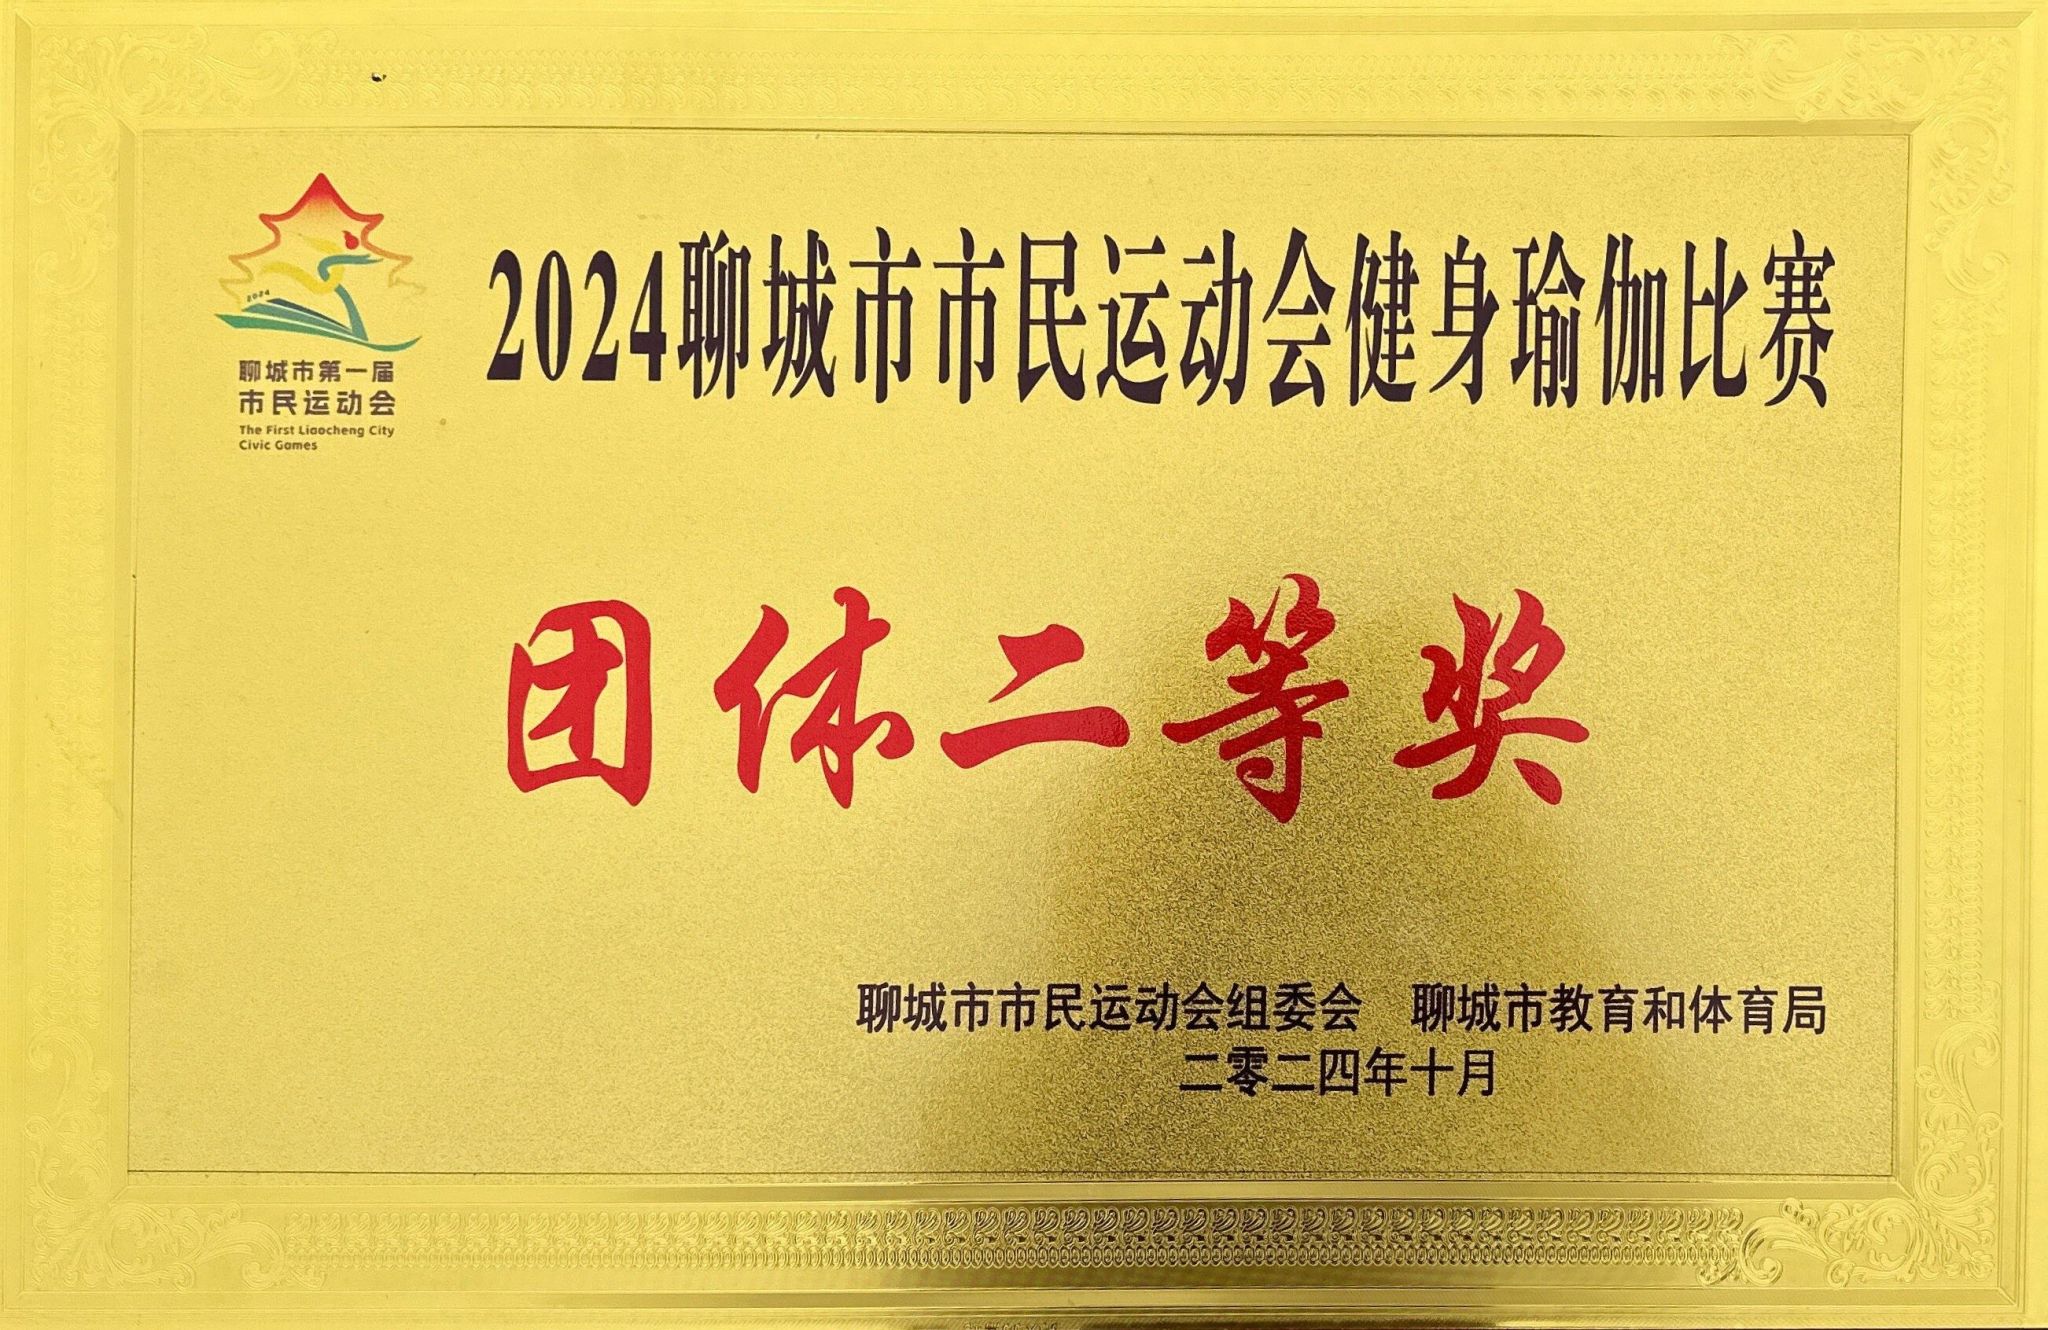 2024聊城市市民运动会健身瑜伽比赛
2024
聊城市第一届
市民运动会
The First Liaocheng City
Civic Games
团体二等奖
聊城市市民运动会组委会 聊城市教育和体育局
二零二四年十月